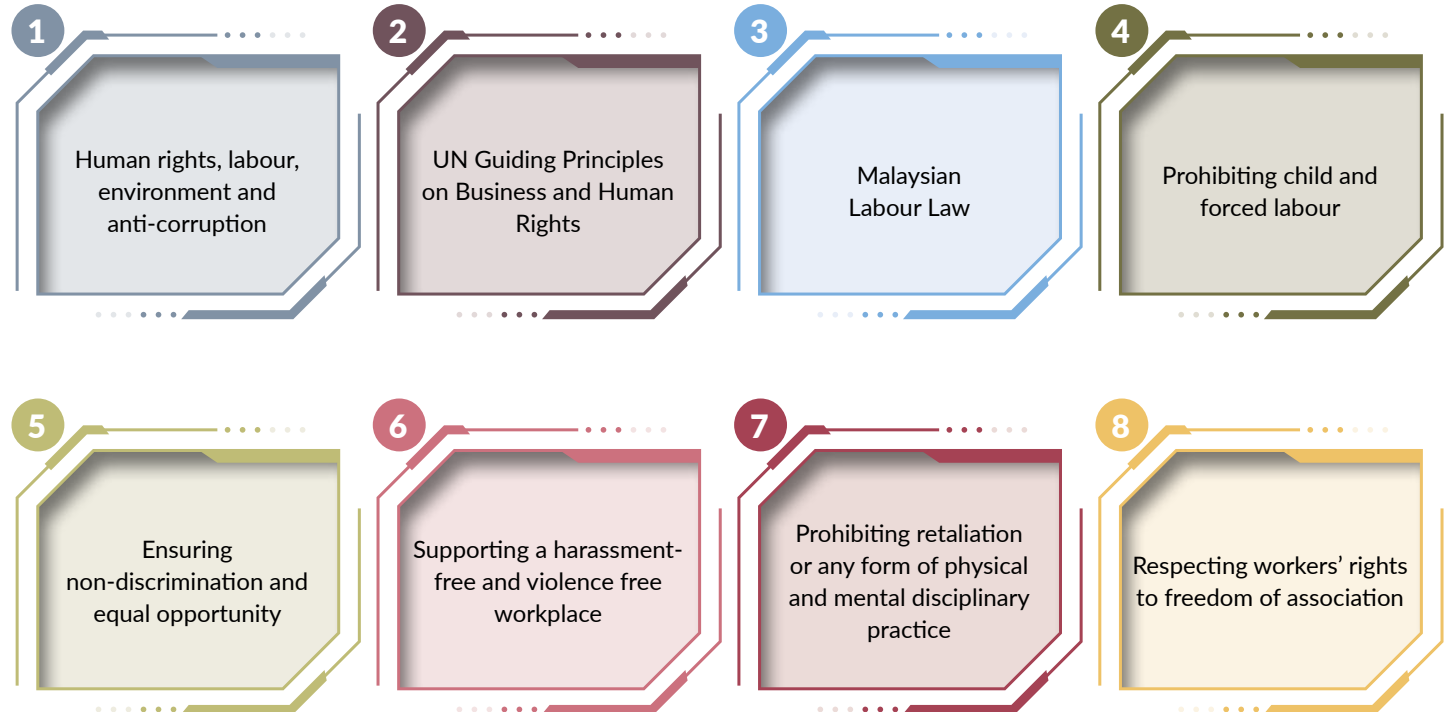 1
Human rights, labour,
environment and
anti-corruption
2
UN Guiding Principles
on Business and Human
Rights
3
Malaysian
Labour Law
4
Prohibiting child and
forced labour
5
Ensuring
non-discrimination and
equal opportunity
6
Supporting a harassment-
free and violence free
workplace
7
Prohibiting retaliation
or any form of physical
and mental disciplinary
practice
8
Respecting workers’ rights
to freedom of association